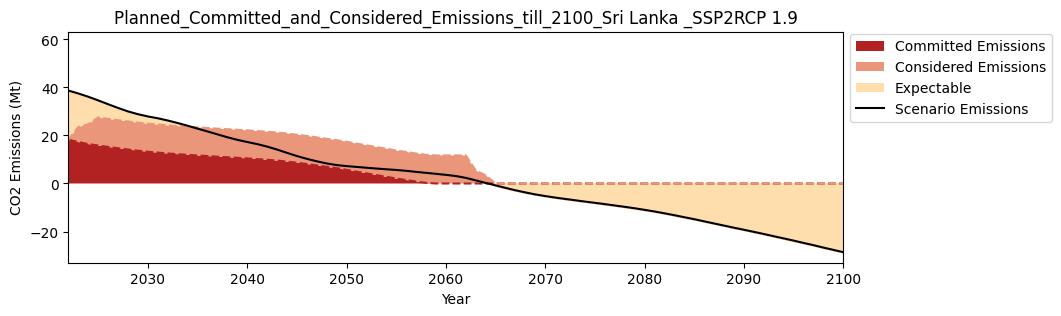 Planned_Committed_and_Considered_Emissions_till_2100_Sri Lanka _SSP2RCP 1.9
60
40
20
0
−20
CO2 Emissions (Mt)
2030
2040
2050
2060
2070
2080
2090
2100
Year
Committed Emissions
Considered Emissions
Expectable
Scenario Emissions